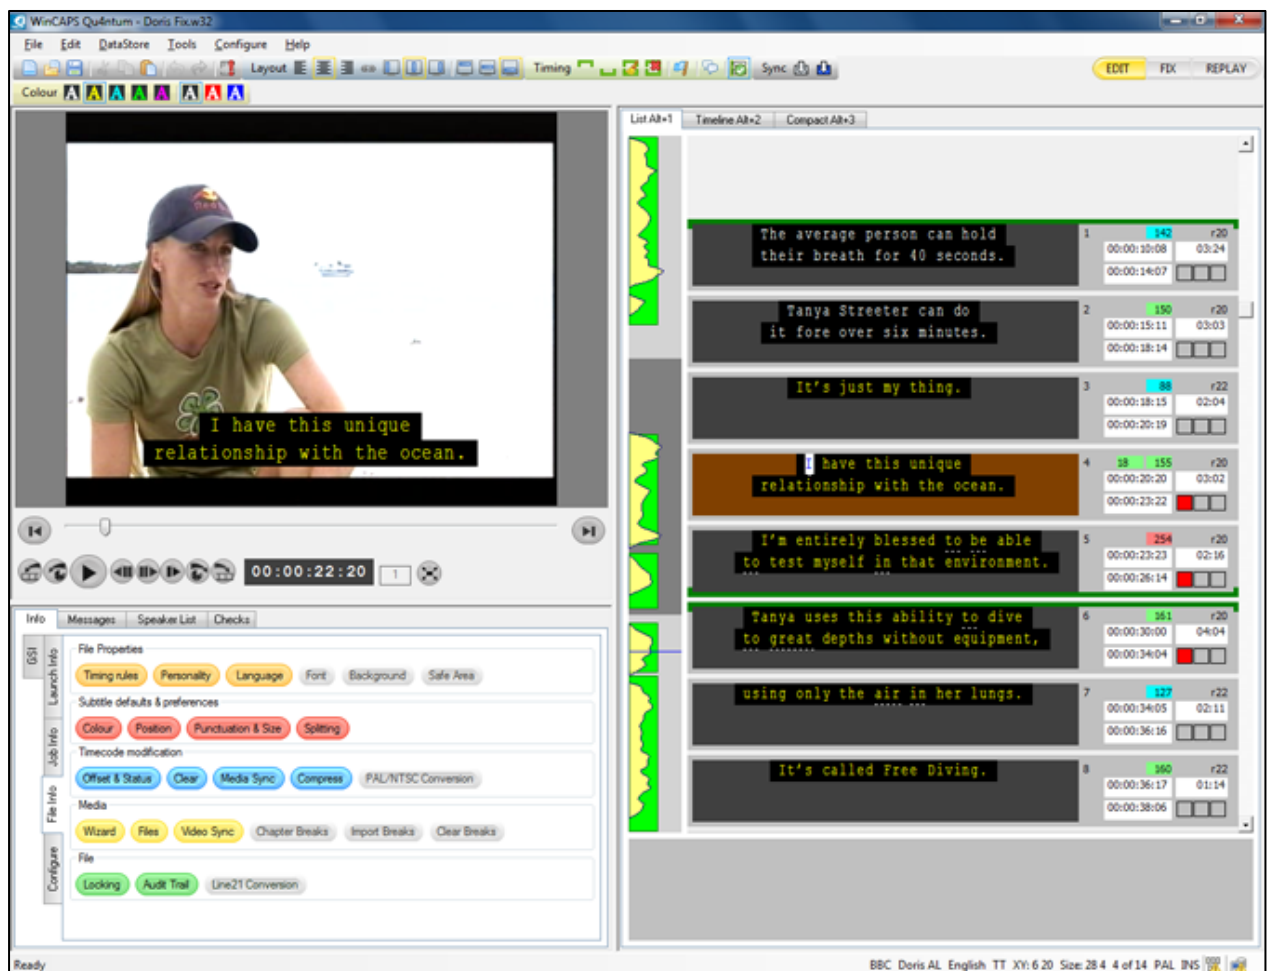 WinCAPS Qu4ntum - Doris Fix.w32
File Edit DataStore Tools Configure Help
Layout Timing Sync EDIT FIX REPLAY
Colour A A A A A A A A
I have this unique
relationship with the ocean.
00:00:22:20 1
Info Messages Speaker List Checks
GSI
Launch Info
Job Info
File Info
Configure
File Properties
Timing rules Personality Language Font Background Safe Area
Subtitle defaults & preferences
Colour Position Punctuation & Size Splitting
Timecode modification
Offset & Status Clear Media Sync Compress PAL/NTSC Conversion
Media
Wizard Files Video Sync Chapter Breaks Import Breaks Clear Breaks
File
Locking Audit Trail Line21 Conversion
List Alt+1 Timeline Alt+2 Compact Alt+3
The average person can hold
their breath for 40 seconds.
1 142 r20
00:00:10:08 03:24
00:00:14:07
Tanya Streeter can do
it fore over six minutes.
2 150 r20
00:00:15:11 03:03
00:00:18:14
It's just my thing.
3 88 r22
00:00:18:15 02:04
00:00:20:19
I have this unique
relationship with the ocean.
4 18 155 r20
00:00:20:20 03:02
00:00:23:22
I'm entirely blessed to be able
to test myself in that environment.
5 254 r20
00:00:23:23 02:16
00:00:26:14
Tanya uses this ability to dive
to great depths without equipment,
6 161 r20
00:00:30:00 04:04
00:00:34:04
using only the air in her lungs.
7 127 r22
00:00:34:05 02:11
00:00:36:16
It's called Free Diving.
8 160 r22
00:00:36:17 01:14
00:00:38:06
Ready
BBC Doris AL English TT XY: 6 20 Size: 28 4 4 of 14 PAL INS